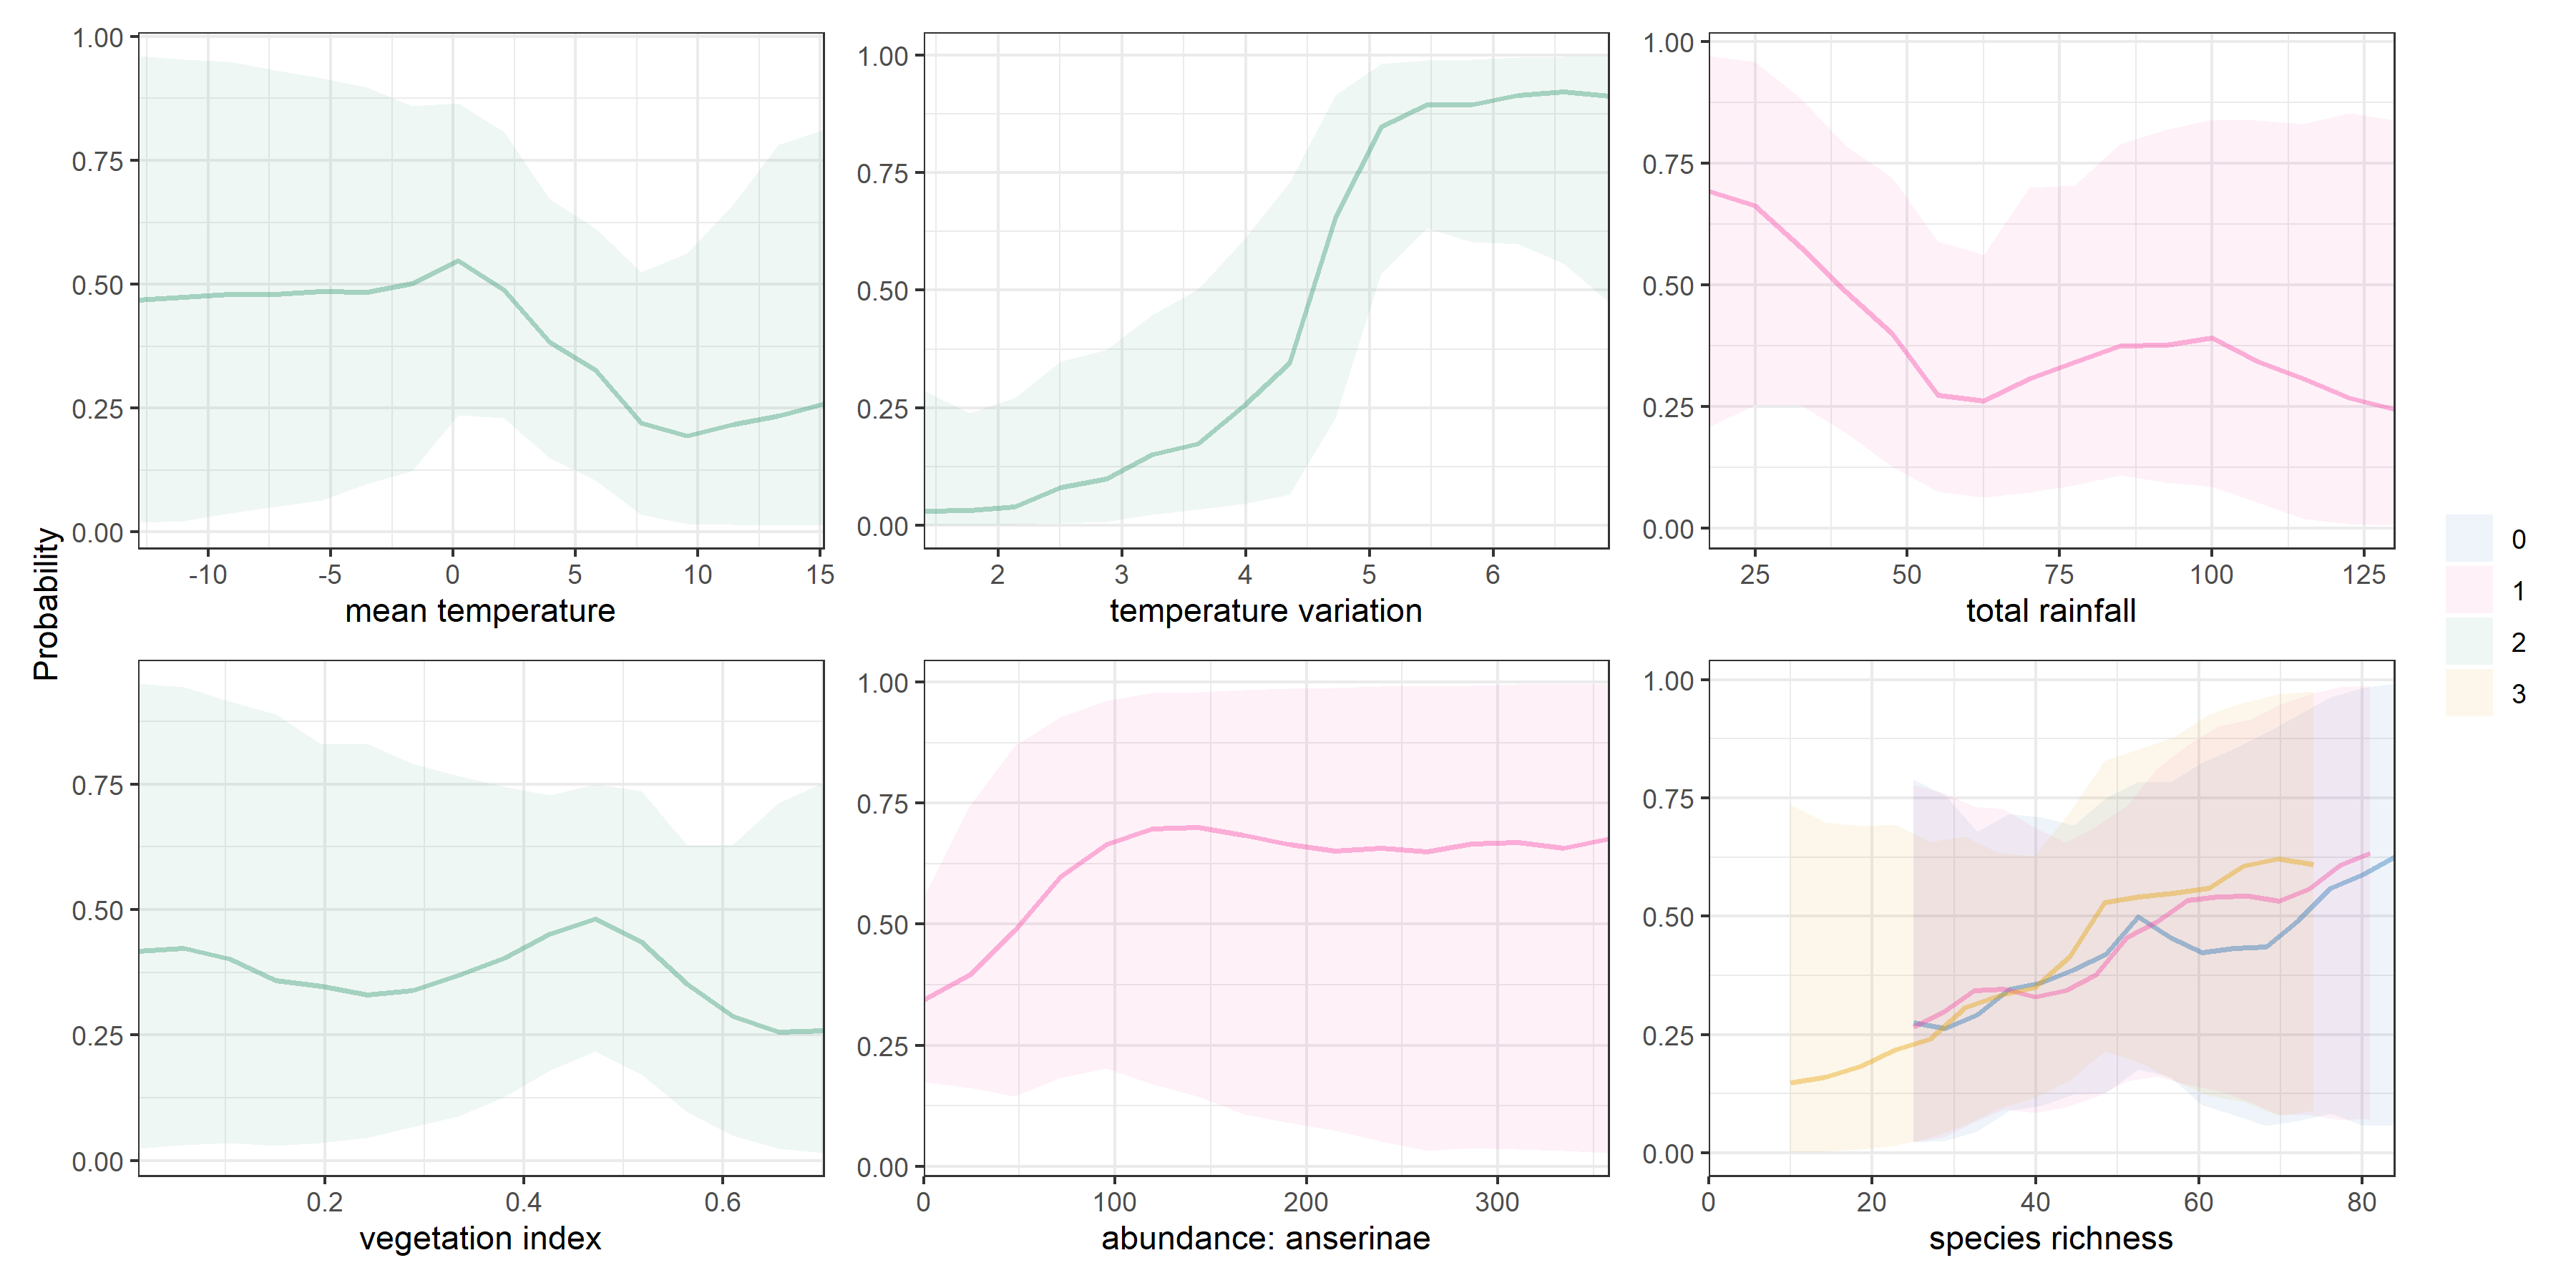 Probability
1.00
0.75
0.50
0.25
0.00
-10 -5 0 5 10 15
mean temperature
1.00
0.75
0.50
0.25
0.00
2 3 4 5 6
temperature variation
1.00
0.75
0.50
0.25
0.00
25 50 75 100 125
total rainfall
0.75
0.50
0.25
0.00
0.2 0.4 0.6
vegetation index
1.00
0.75
0.50
0.25
0.00
0 100 200 300
abundance: anserinae
1.00
0.75
0.50
0.25
0.00
0 20 40 60 80
species richness
0
1
2
3